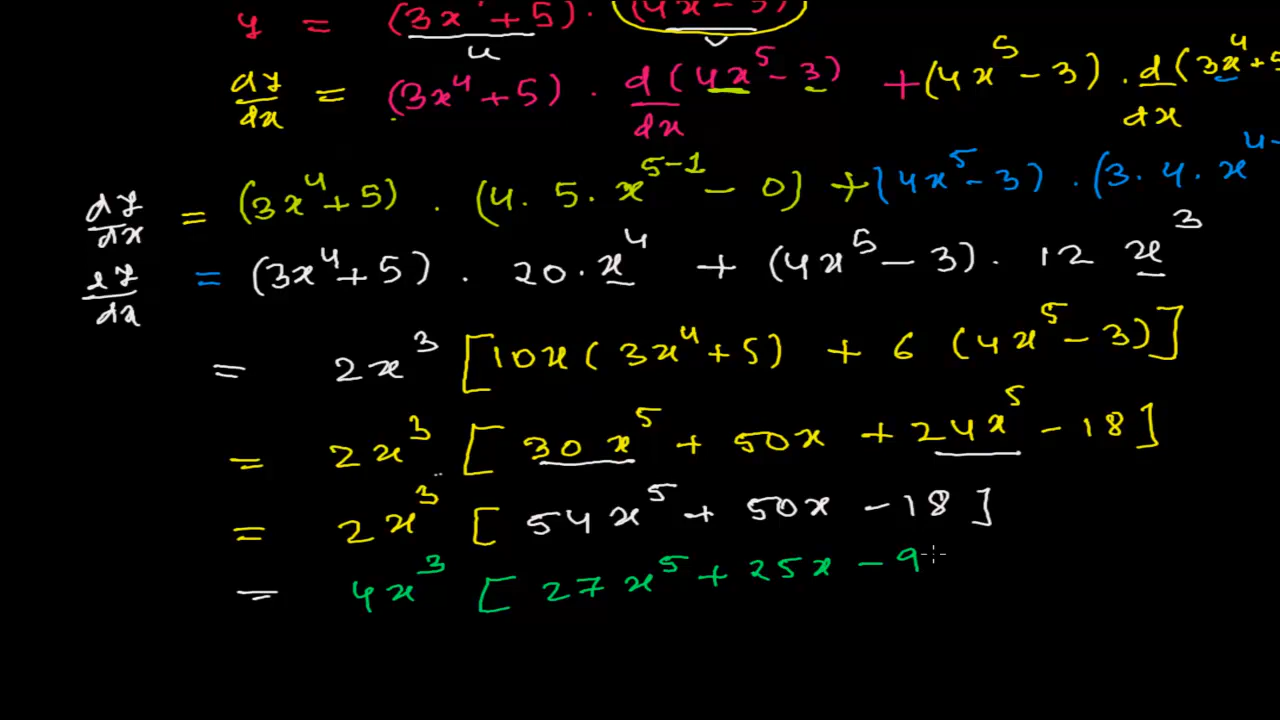 y = (3x⁴ + 5) · (4x⁵ − 3)
u v
dy/dx = (3x⁴ + 5) · d/dx (4x⁵ − 3) + (4x⁵ − 3) · d/dx (3x⁴ + 5
dy/dx = (3x⁴ + 5) · (4 · 5 · x⁵⁻¹ − 0) + (4x⁵ − 3) · (3 · 4 · x⁴⁻
dy/dx = (3x⁴ + 5) · 20 · x⁴ + (4x⁵ − 3) · 12 x³
= 2x³ [10x (3x⁴ + 5) + 6 (4x⁵ − 3)]
= 2x³ [30x⁵ + 50x + 24x⁵ − 18]
= 2x³ [54x⁵ + 50x − 18]
= 4x³ [27x⁵ + 25x − 9